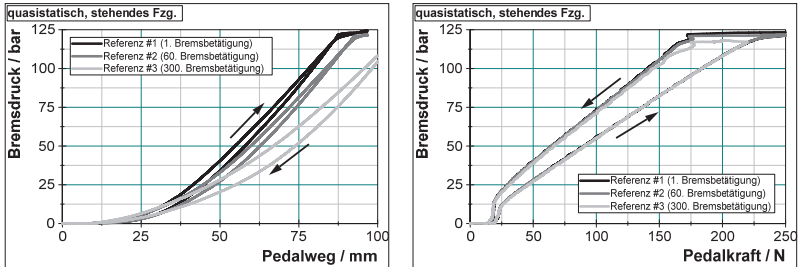 quasistatisch, stehendes Fzg.
Bremsdruck / bar
125
100
75
50
25
0
Referenz #1 (1. Bremsbetätigung)
Referenz #2 (60. Bremsbetätigung)
Referenz #3 (300. Bremsbetätigung)
0 25 50 75 100
Pedalweg / mm
quasistatisch, stehendes Fzg.
Bremsdruck / bar
125
100
75
50
25
0
Referenz #1 (1. Bremsbetätigung)
Referenz #2 (60. Bremsbetätigung)
Referenz #3 (300. Bremsbetätigung)
0 50 100 150 200 250
Pedalkraft / N